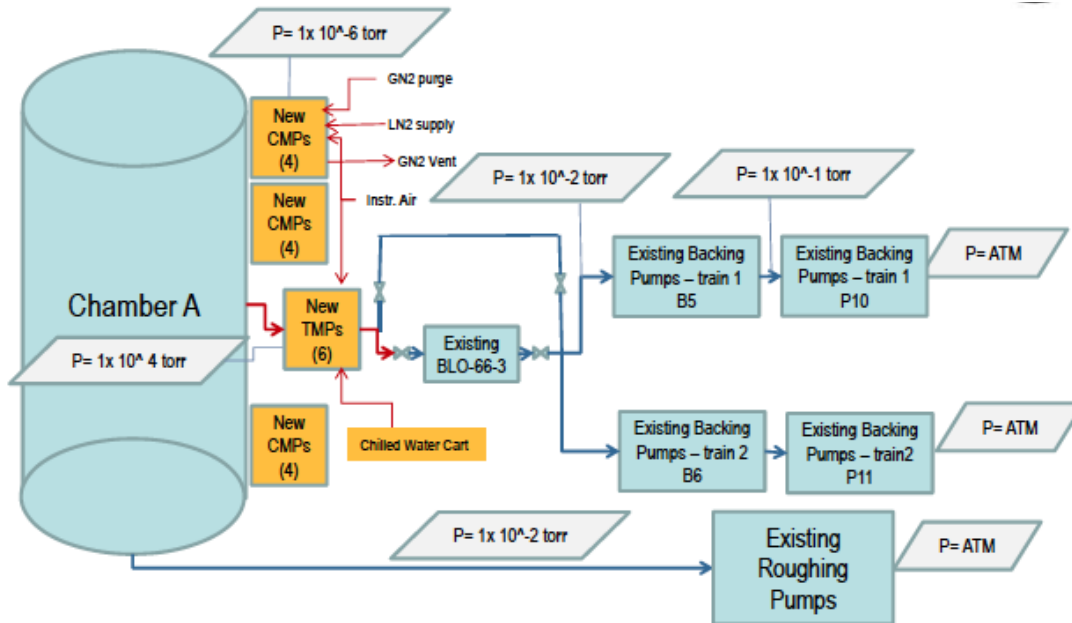 P= 1x 10^-6 torr
GN2 purge
New
CMPs
(4)
LN2 supply
GN2 Vent
Instr. Air
New
CMPs
(4)
P= 1x 10^-2 torr
P= 1x 10^-1 torr
Chamber A
New
TMPs
(6)
P= 1x 10^ 4 torr
Existing
BLO-66-3
Existing Backing
Pumps – train 1
B5
Existing Backing
Pumps – train 1
P10
P= ATM
New
CMPs
(4)
Chilled Water Cart
Existing Backing
Pumps – train 2
B6
Existing Backing
Pumps – train2
P11
P= ATM
P= 1x 10^-2 torr
Existing
Roughing
Pumps
P= ATM